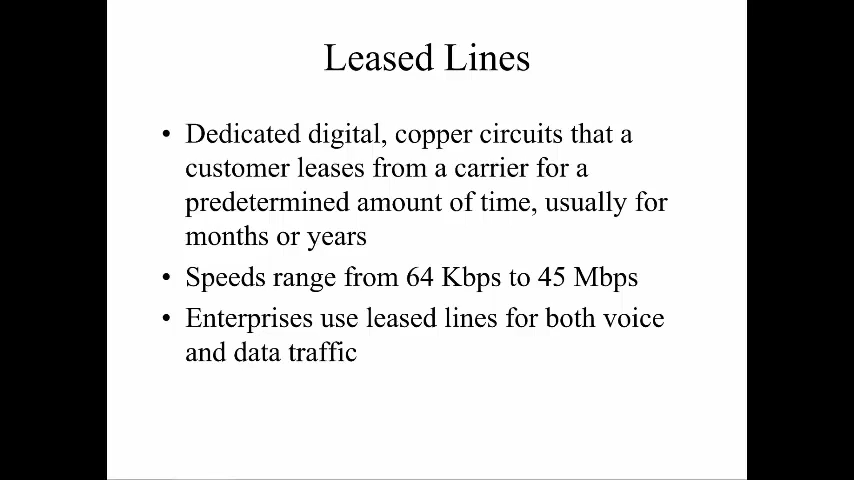 Leased Lines
• Dedicated digital, copper circuits that a
customer leases from a carrier for a
predetermined amount of time, usually for
months or years
• Speeds range from 64 Kbps to 45 Mbps
• Enterprises use leased lines for both voice
and data traffic